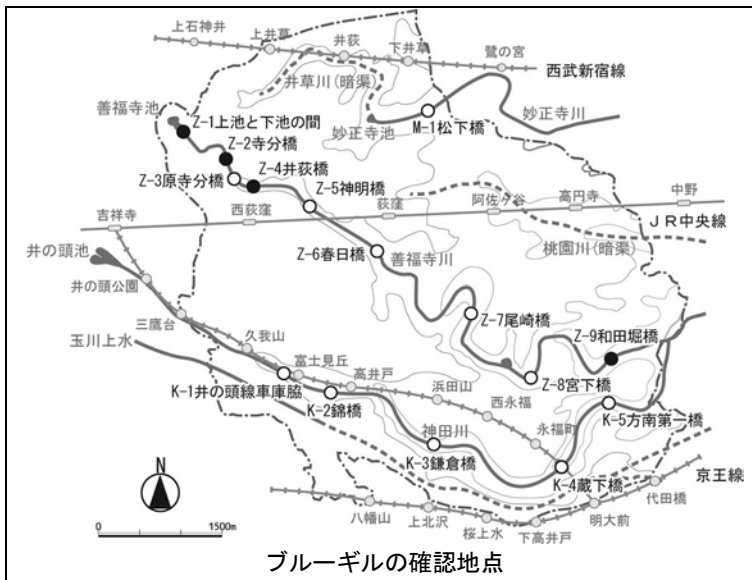 上石神井
上井草
井荻
下井草
鷺の宮
西武新宿線
井草川(暗渠)
善福寺池
妙正寺池
M-1松下橋
妙正寺川
Z-1上池と下池の間
Z-2寺分橋
Z-4井荻橋
Z-3原寺分橋
Z-5神明橋
吉祥寺
西荻窪
荻窪
阿佐ケ谷
高円寺
中野
JR中央線
井の頭池
Z-6春日橋
善福寺川
桃園川(暗渠)
井の頭公園
Z-7尾崎橋
三鷹台
玉川上水
久我山
Z-9和田堀橋
富士見丘
高井戸
Z-8宮下橋
K-1井の頭線車庫脇
浜田山
K-2錦橋
西永福
K-5方南第一橋
神田川
永福町
K-3鎌倉橋
K-4蔵下橋
京王線
N
代田橋
0 1500m
八幡山
上北沢
桜上水
下高井戸
明大前
ブルーギルの確認地点